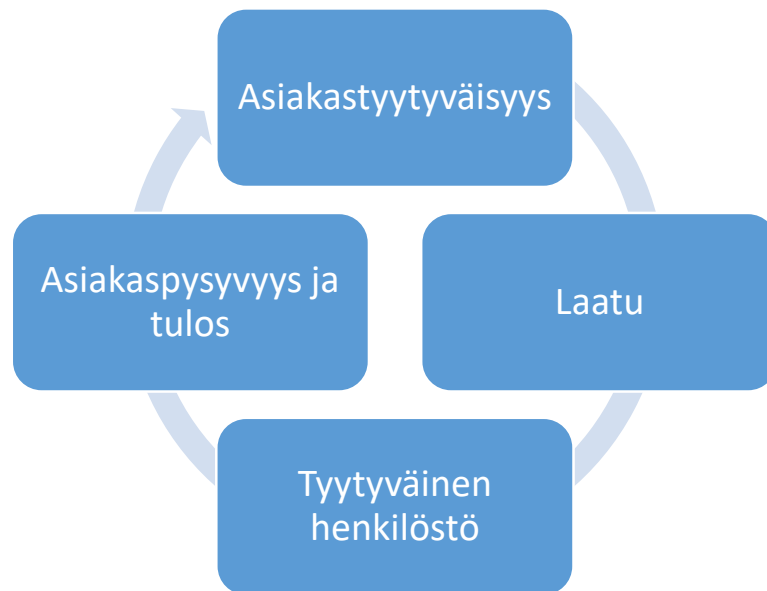 Asiakastyytyväisyys
Laatu
Tyytyväinen
henkilöstö
Asiakaspysyvyys ja
tulos